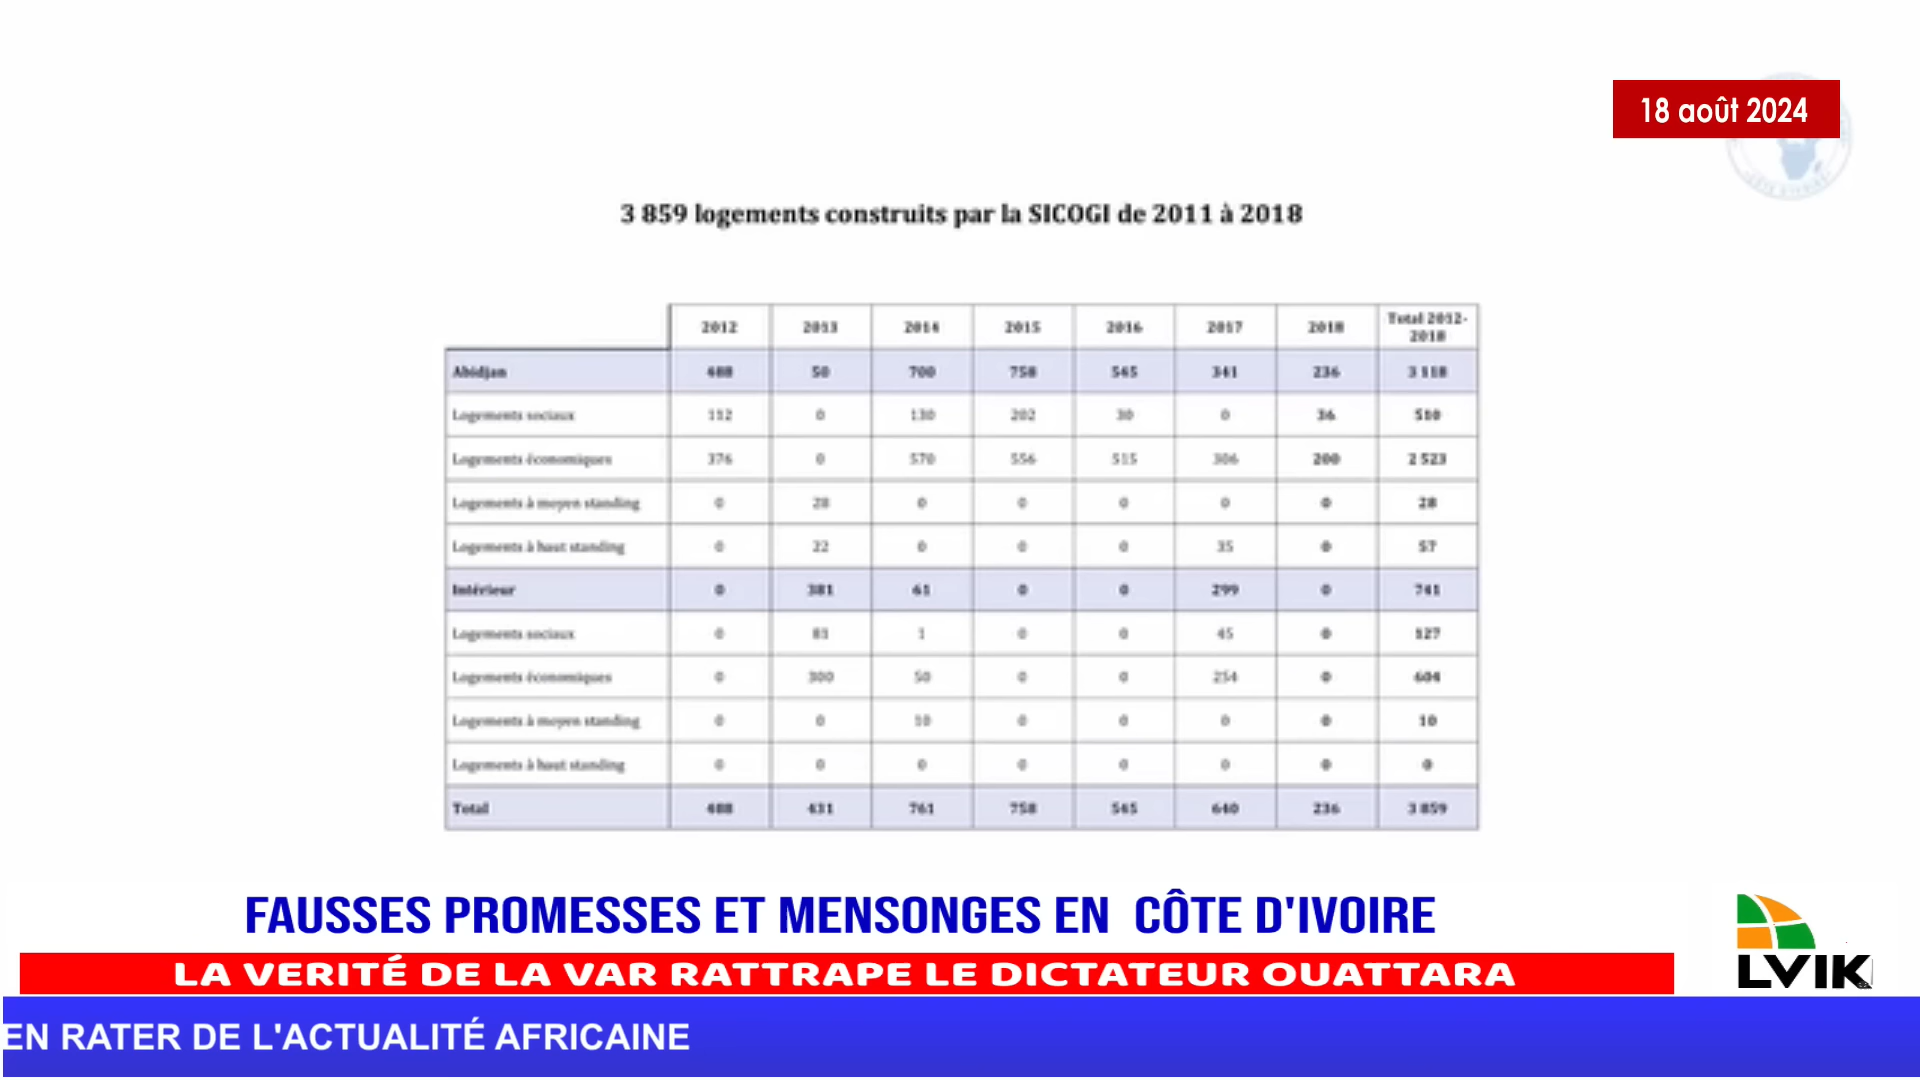 18 août 2024
3 859 logements construits par la SICOGI de 2011 à 2018
2012 2013 2014 2015 2016 2017 2018 Total 2012-2018
Abidjan 488 50 700 758 545 341 236 3 118
Logements sociaux 112 0 130 202 30 0 36 510
Logements économiques 376 0 570 556 515 306 200 2 523
Logements à moyen standing 0 28 0 0 0 0 0 28
Logements à haut standing 0 22 0 0 0 35 0 57
Intérieur 0 381 61 0 0 299 0 741
Logements sociaux 0 81 1 0 0 45 0 127
Logements économiques 0 300 50 0 0 254 0 604
Logements à moyen standing 0 0 10 0 0 0 0 10
Logements à haut standing 0 0 0 0 0 0 0 0
Total 488 431 761 758 545 640 236 3 859
FAUSSES PROMESSES ET MENSONGES EN CÔTE D'IVOIRE
LA VERITÉ DE LA VAR RATTRAPE LE DICTATEUR OUATTARA
LVIK
EN RATER DE L'ACTUALITÉ AFRICAINE